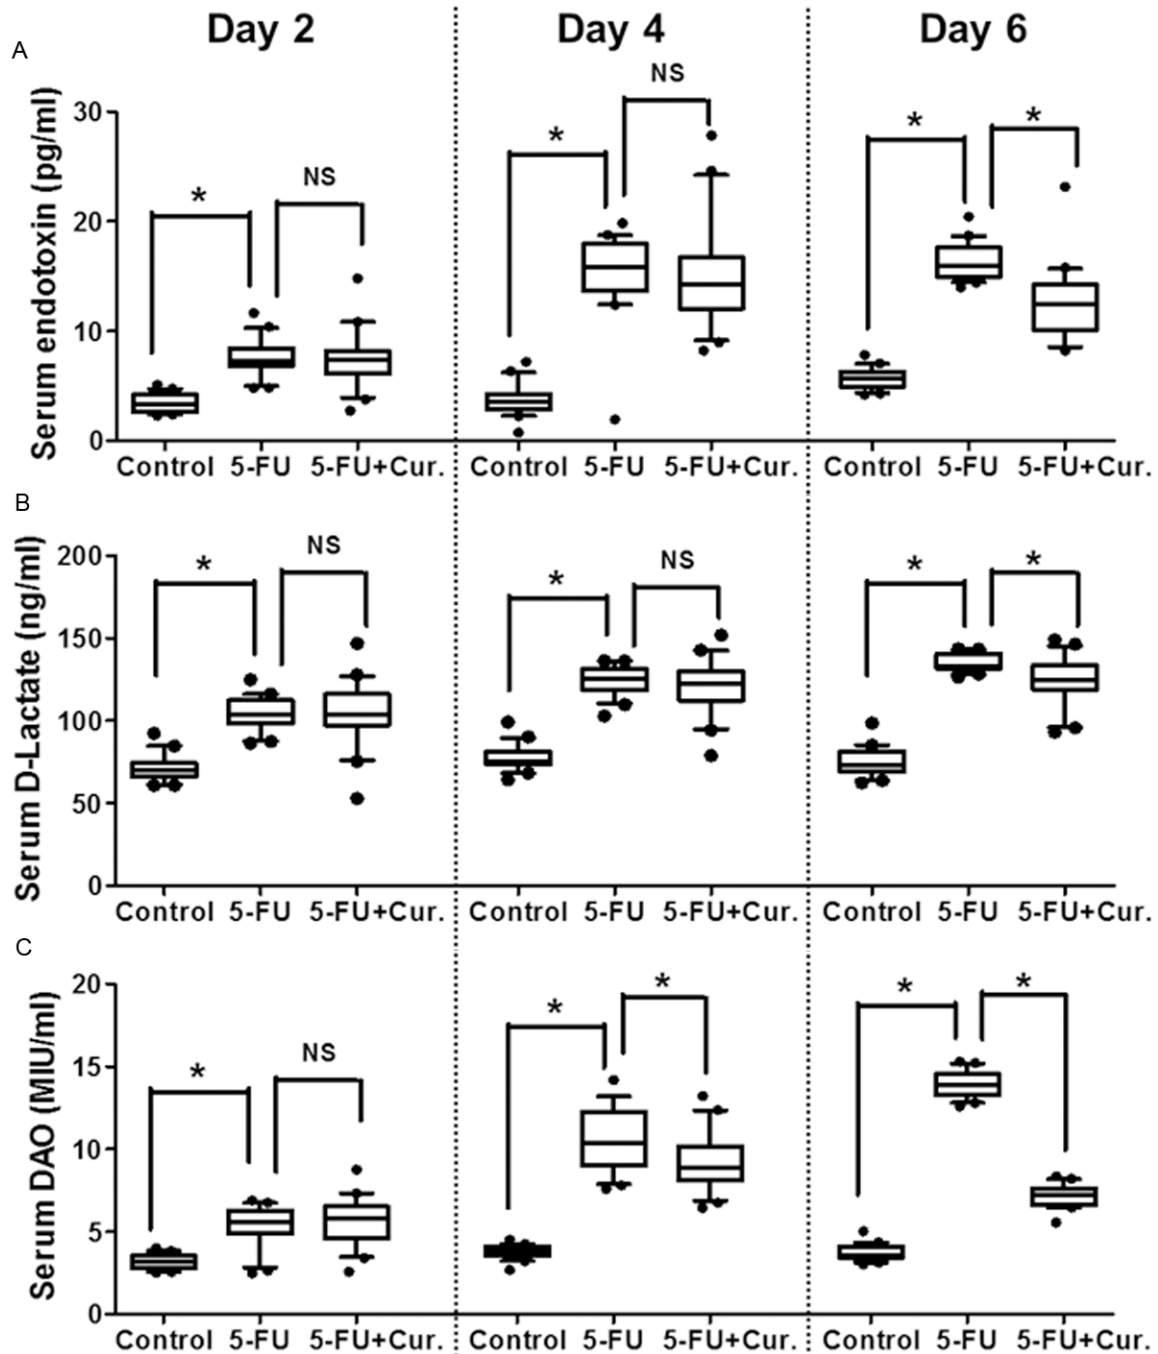 Day 2 Day 4 Day 6
A
Serum endotoxin (pg/ml)
30
20
10
0
* NS * NS * *
Control 5-FU 5-FU+Cur. Control 5-FU 5-FU+Cur. Control 5-FU 5-FU+Cur.
B
Serum D-Lactate (ng/ml)
200
150
100
50
0
* NS * NS * *
Control 5-FU 5-FU+Cur. Control 5-FU 5-FU+Cur. Control 5-FU 5-FU+Cur.
C
Serum DAO (MIU/ml)
20
15
10
5
0
* NS * * * *
Control 5-FU 5-FU+Cur. Control 5-FU 5-FU+Cur. Control 5-FU 5-FU+Cur.